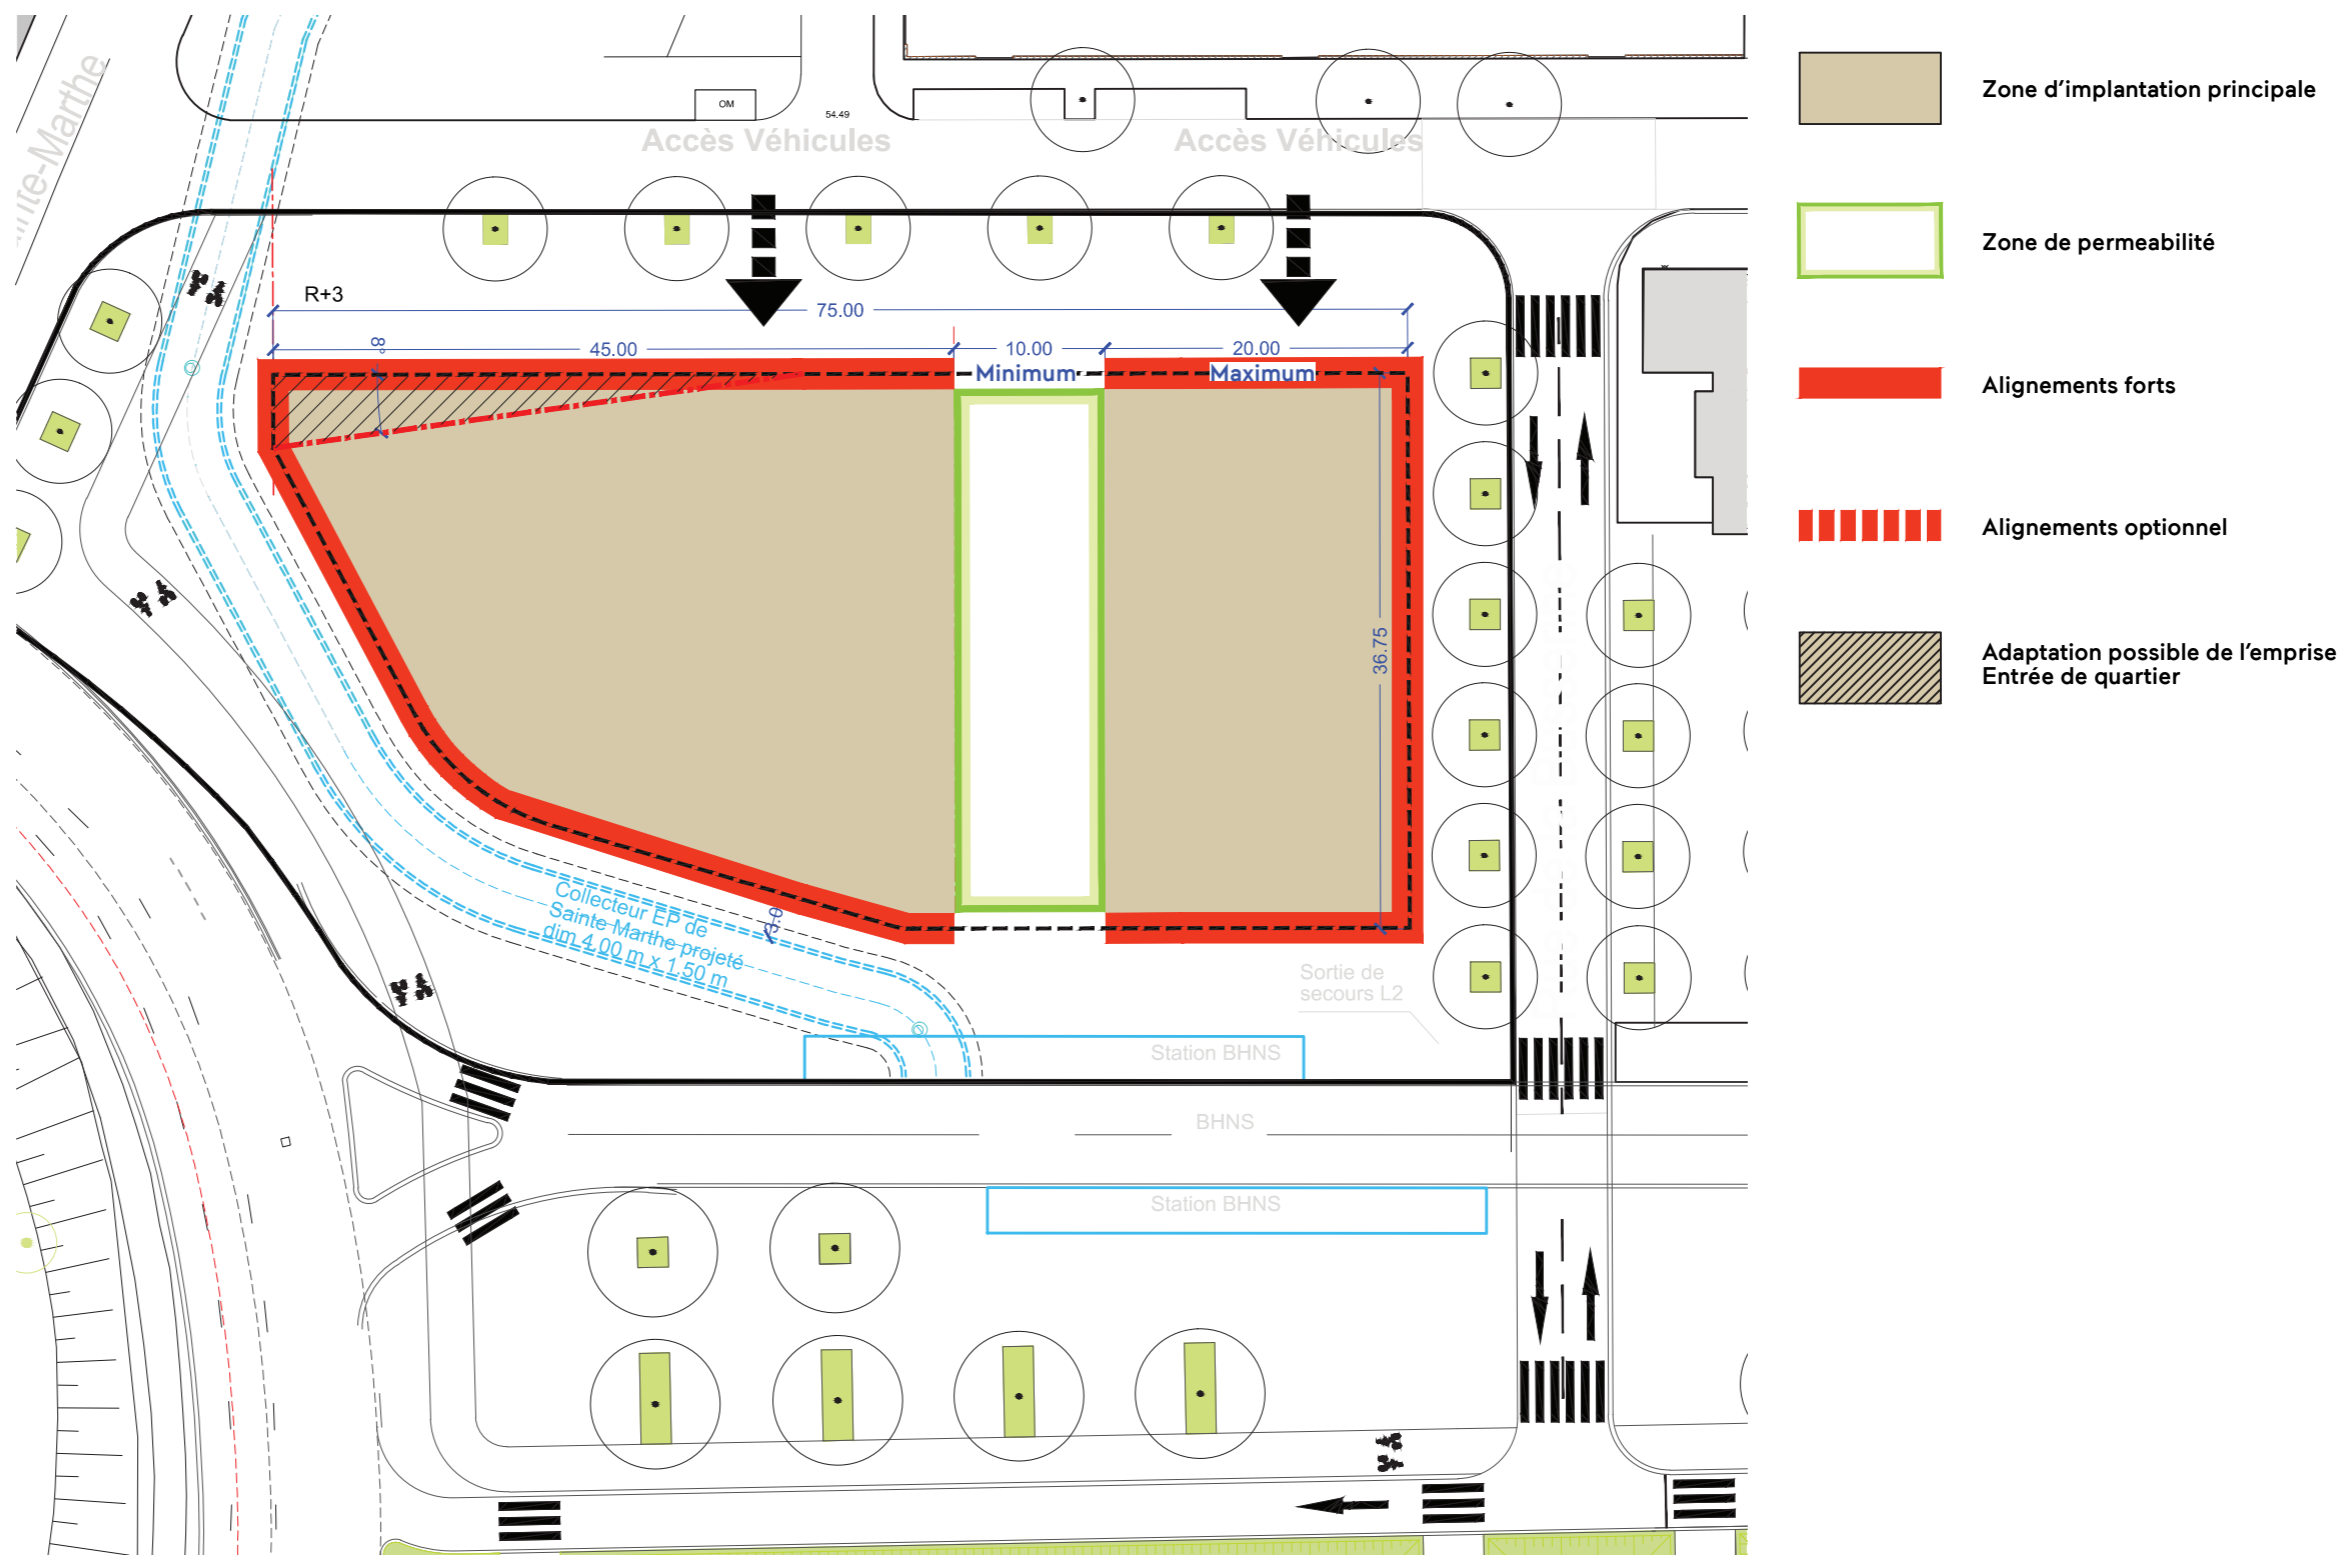 Sainte-Marthe
OM
54.49
Accès Véhicules
Accès Véhicules
R+3
75.00
8°
45.00
10.00
20.00
Minimum
Maximum
36.75
Collecteur EP de
Sainte Marthe projeté
dim 4.00 m x 1.50 m
Sortie de
secours L2
Station BHNS
BHNS
Station BHNS
Zone d'implantation principale
Zone de permeabilité
Alignements forts
Alignements optionnel
Adaptation possible de l'emprise
Entrée de quartier